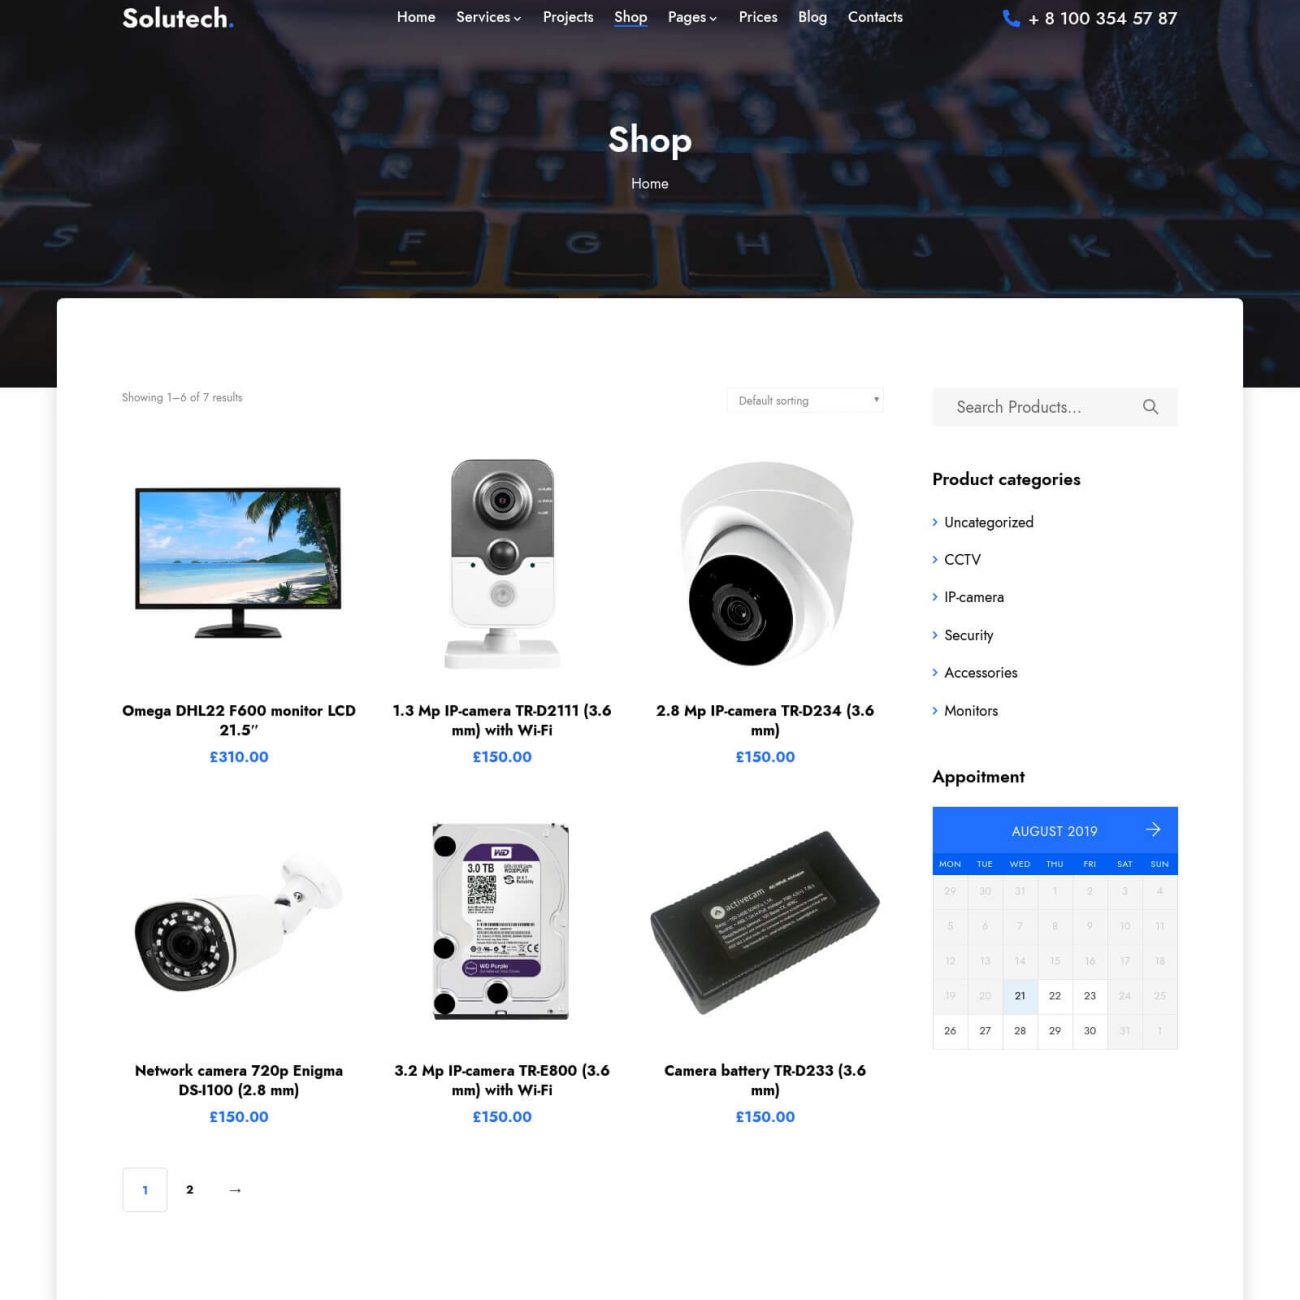 Solutech.
Home Services Projects Shop Pages Prices Blog Contacts
+ 8 100 354 57 87
Shop
Home
R T Y U
S F G H J K L
Showing 1–6 of 7 results
Default sorting
Search Products...
Omega DHL22 F600 monitor LCD
21.5″
£310.00
1.3 Mp IP-camera TR-D2111 (3.6
mm) with Wi-Fi
£150.00
2.8 Mp IP-camera TR-D234 (3.6
mm)
£150.00
WD
3.0 TB
WD Purple
activecam
Network camera 720p Enigma
DS-I100 (2.8 mm)
£150.00
3.2 Mp IP-camera TR-E800 (3.6
mm) with Wi-Fi
£150.00
Camera battery TR-D233 (3.6
mm)
£150.00
1 2 →
Product categories
Uncategorized
CCTV
IP-camera
Security
Accessories
Monitors
Appoitment
AUGUST 2019
MON TUE WED THU FRI SAT SUN
29 30 31 1 2 3 4
5 6 7 8 9 10 11
12 13 14 15 16 17 18
19 20 21 22 23 24 25
26 27 28 29 30 31 1